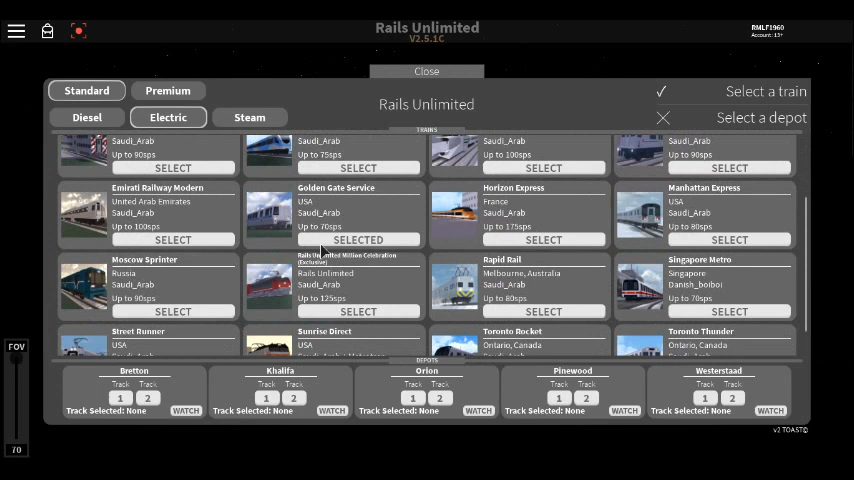 Rails Unlimited
V2.5.1C
RMLF1960
Account: 13+
Close
Standard
Premium
Diesel
Electric
Steam
Rails Unlimited
Select a train
Select a depot
TRAINS
Saudi_Arab
Up to 90sps
SELECT
Saudi_Arab
Up to 75sps
SELECT
Saudi_Arab
Up to 100sps
SELECT
Saudi_Arab
Up to 90sps
SELECT
Emirati Railway Modern
United Arab Emirates
Saudi_Arab
Up to 100sps
SELECT
Golden Gate Service
USA
Saudi_Arab
Up to 70sps
SELECTED
Horizon Express
France
Saudi_Arab
Up to 175sps
SELECT
Manhattan Express
USA
Saudi_Arab
Up to 80sps
SELECT
Moscow Sprinter
Russia
Saudi_Arab
Up to 90sps
SELECT
Rails Unlimited Million Celebration
(Exclusive)
Rails Unlimited
Saudi_Arab
Up to 125sps
SELECT
Rapid Rail
Melbourne, Australia
Saudi_Arab
Up to 80sps
SELECT
Singapore Metro
Singapore
Danish_boiboi
Up to 70sps
SELECT
Street Runner
USA
Sunrise Direct
USA
Toronto Rocket
Ontario, Canada
Toronto Thunder
Ontario, Canada
DEPOTS
Bretton
Track Track
1 2
Track Selected: None
WATCH
Khalifa
Track Track
1 2
Track Selected: None
WATCH
Orion
Track Track
1 2
Track Selected: None
WATCH
Pinewood
Track Track
1 2
Track Selected: None
WATCH
Westerstaad
Track Track
1 2
Track Selected: None
WATCH
v2 TOAST©
FOV
70